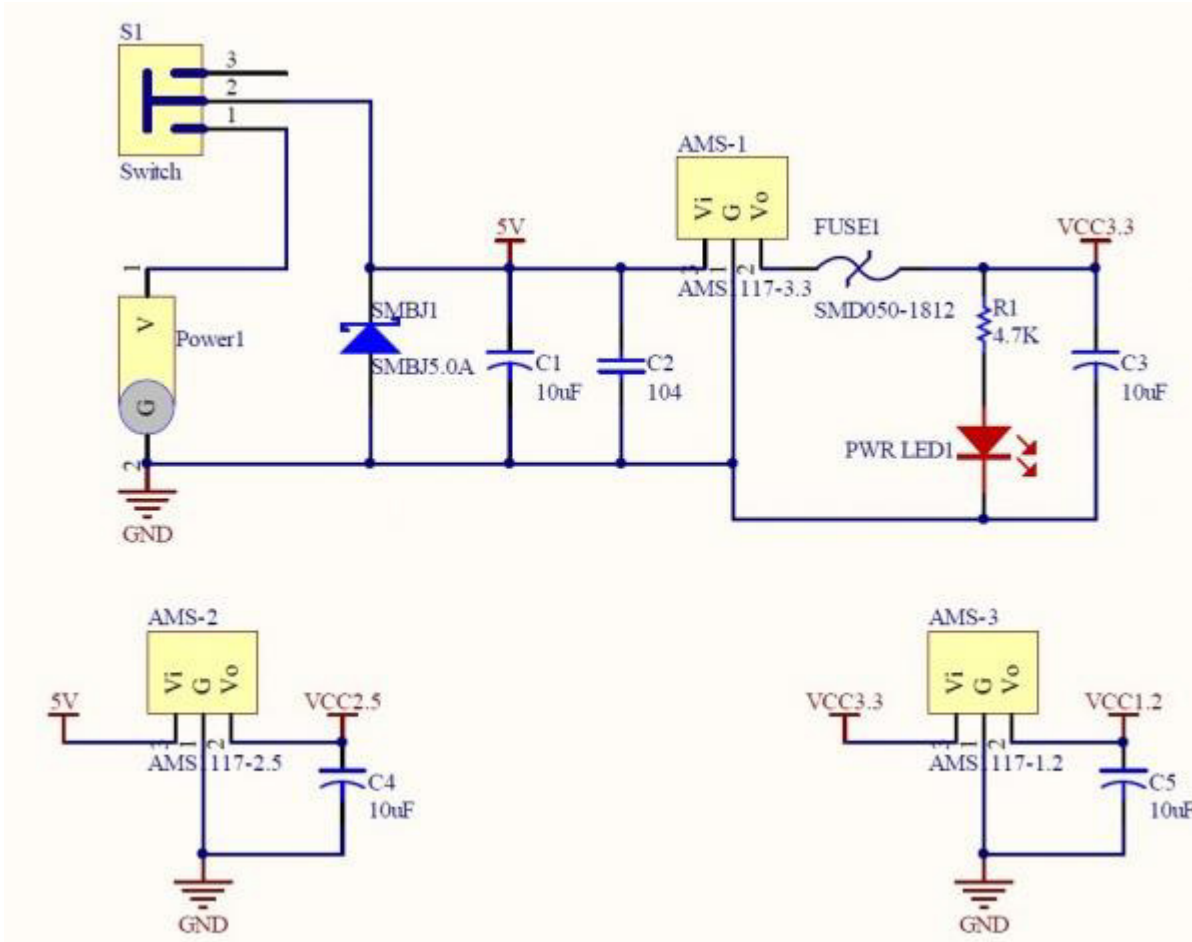 S1
3
2
1
Switch
1
V
Power1
G
2
GND
SMBJ1
SMBJ5.0A
5V
C1
10uF
C2
104
AMS-1
Vi
G
Vo
3
1
2
AMS1117-3.3
FUSE1
SMD050-1812
VCC3.3
R1
4.7K
C3
10uF
PWR LED1
AMS-2
Vi
G
Vo
5V
3
1
2
AMS1117-2.5
VCC2.5
C4
10uF
GND
AMS-3
Vi
G
Vo
VCC3.3
3
1
2
AMS1117-1.2
VCC1.2
C5
10uF
GND